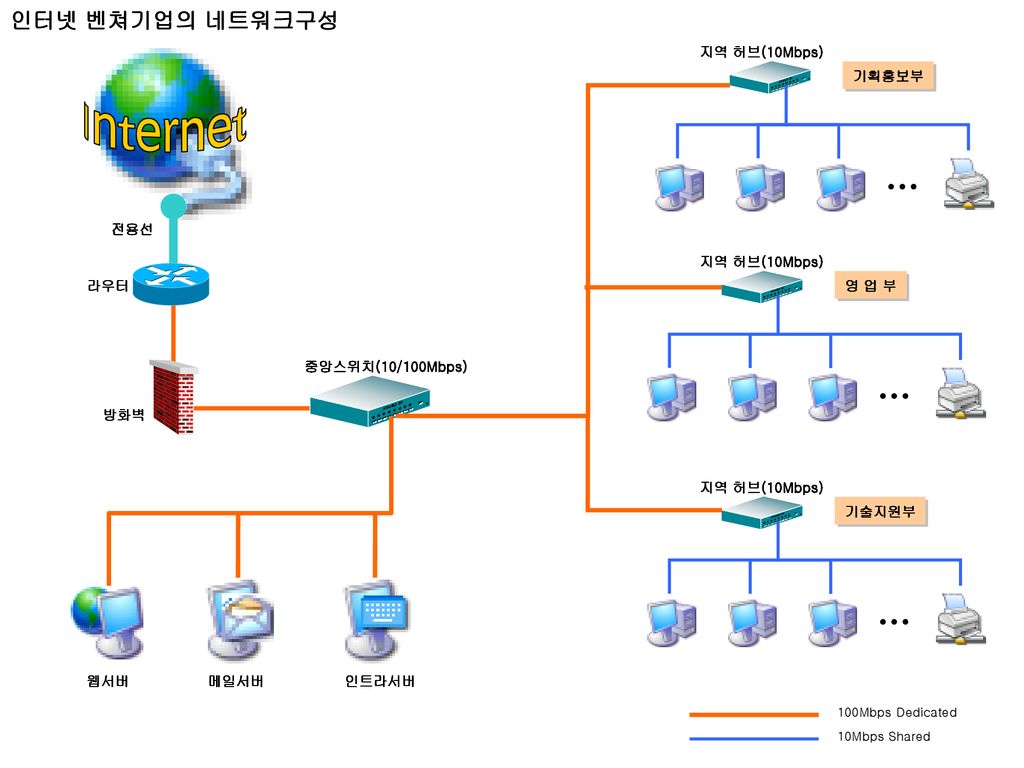 인터넷 벤쳐기업의 네트워크구성
Internet
전용선
라우터
방화벽
중앙스위치(10/100Mbps)
웹서버
메일서버
인트라서버
지역 허브(10Mbps)
기획홍보부
지역 허브(10Mbps)
영 업 부
지역 허브(10Mbps)
기술지원부
100Mbps Dedicated
10Mbps Shared